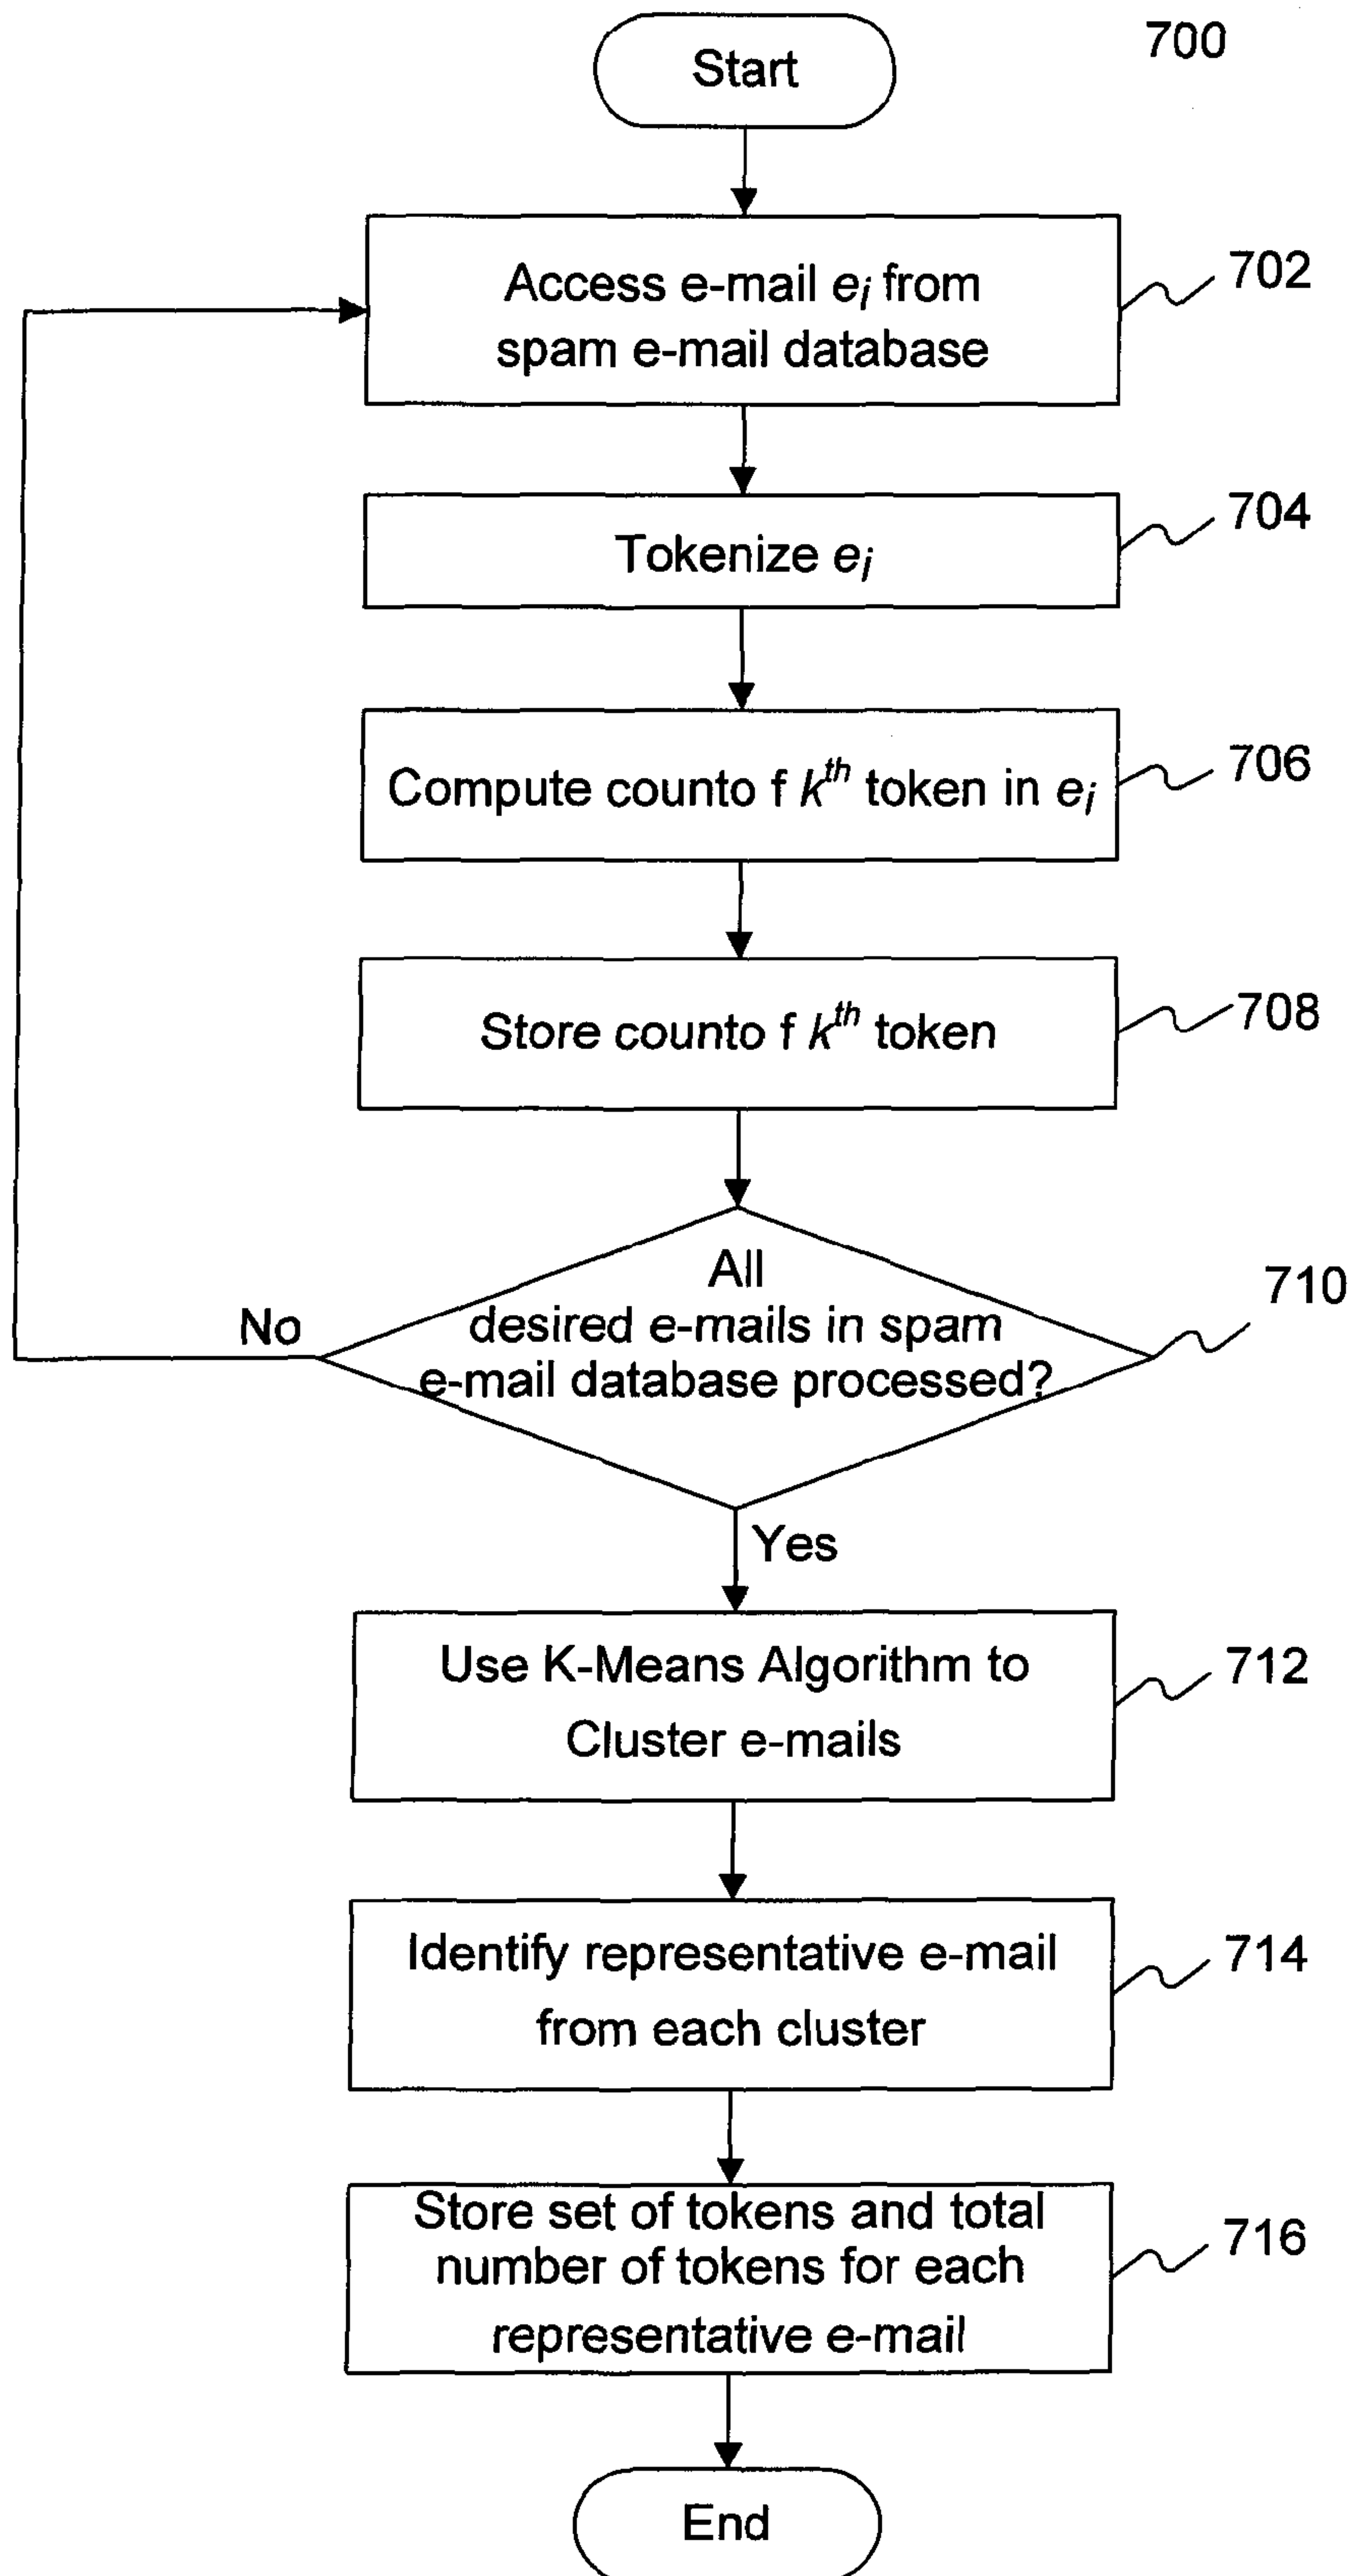 700
Start
Access e-mail ei from
spam e-mail database
702
Tokenize ei
704
Compute counto f kth token in ei
706
Store counto f kth token
708
All
desired e-mails in spam
e-mail database processed?
710
No
Yes
Use K-Means Algorithm to
Cluster e-mails
712
Identify representative e-mail
from each cluster
714
Store set of tokens and total
number of tokens for each
representative e-mail
716
End